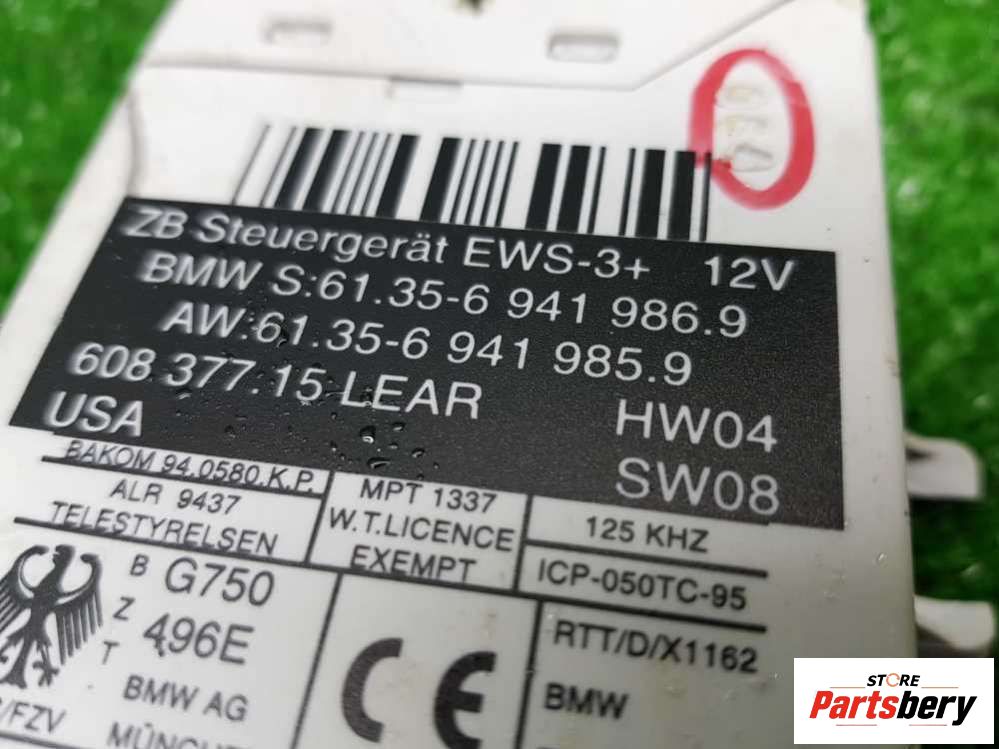 ZB Steuergerät EWS-3+ 12V
BMW S:61.35-6 941 986.9
AW:61.35-6 941 985.9
608.377.15 LEAR HW04
USA SW08
BAKOM 94.0580.K.P.
ALR 9437
TELESTYRELSEN
MPT 1337
W.T.LICENCE
EXEMPT
125 KHZ
ICP-050TC-95
B Z T
G750
496E
BMW AG
/FZV
CE
RTT/D/X1162
BMW
STORE
Partsbery